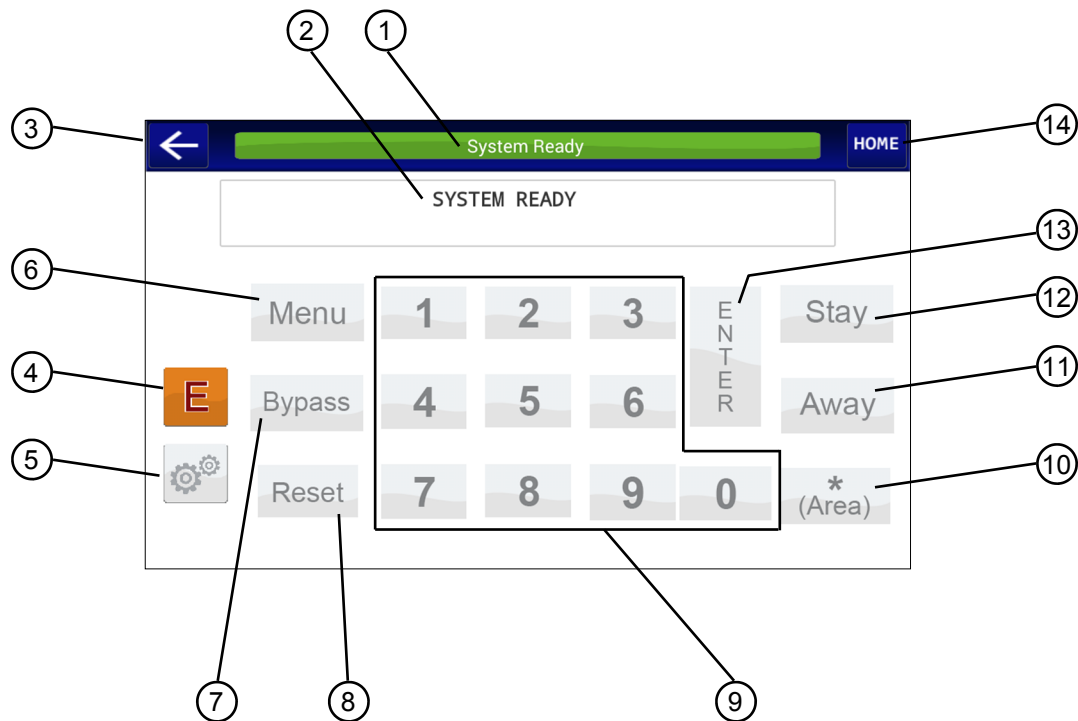 2 1
3 System Ready HOME 14
SYSTEM READY
13
6 Menu 1 2 3 ENTER Stay 12
4 E Bypass 4 5 6 Away 11
5 Reset 7 8 9 0 * 10
(Area)
7 8 9